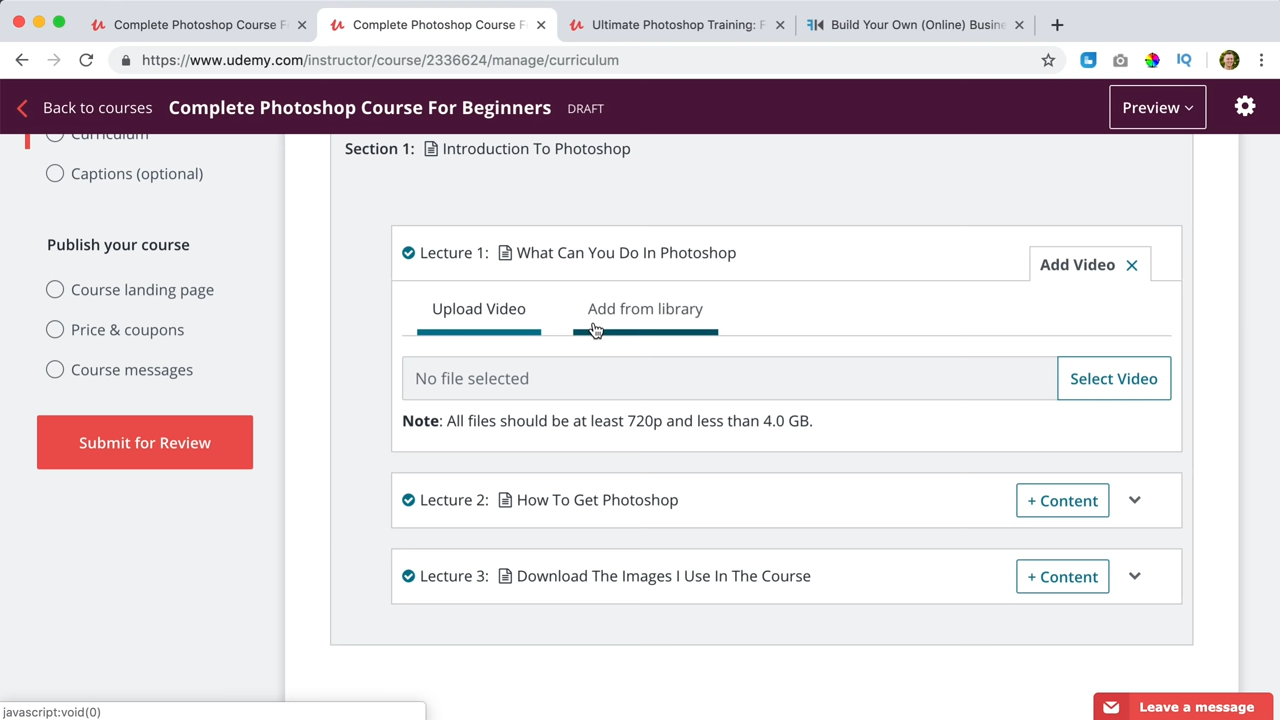 Complete Photoshop Course F
Complete Photoshop Course F
Ultimate Photoshop Training: F
Build Your Own (Online) Busine
https://www.udemy.com/instructor/course/2336624/manage/curriculum
IQ
Back to courses
Complete Photoshop Course For Beginners
DRAFT
Preview
Curriculum
Captions (optional)
Publish your course
Course landing page
Price & coupons
Course messages
Submit for Review
Section 1: Introduction To Photoshop
Lecture 1: What Can You Do In Photoshop
Add Video
Upload Video
Add from library
No file selected
Select Video
Note: All files should be at least 720p and less than 4.0 GB.
Lecture 2: How To Get Photoshop
+ Content
Lecture 3: Download The Images I Use In The Course
+ Content
javascript:void(0)
Leave a message